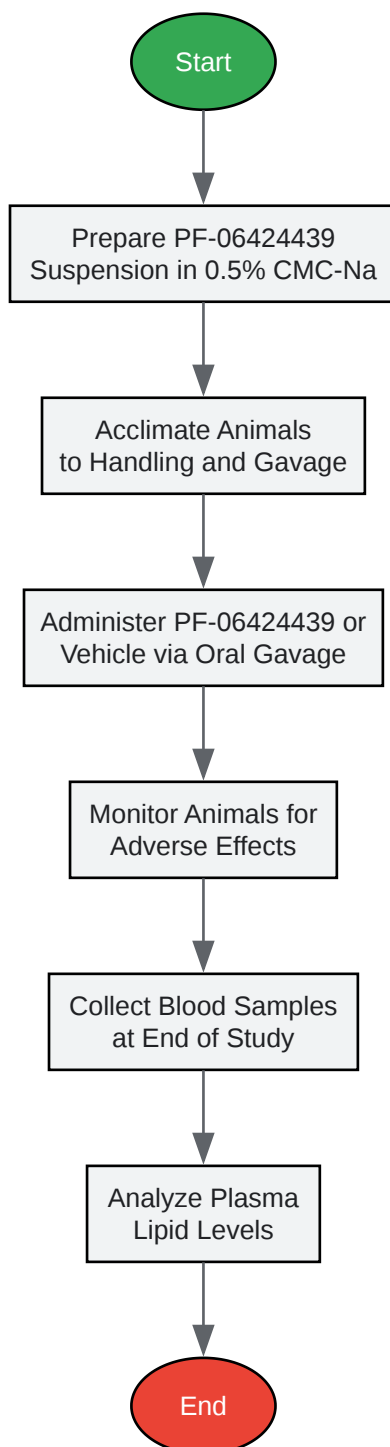 Start
Prepare PF-06424439
Suspension in 0.5% CMC-Na
Acclimate Animals
to Handling and Gavage
Administer PF-06424439 or
Vehicle via Oral Gavage
Monitor Animals for
Adverse Effects
Collect Blood Samples
at End of Study
Analyze Plasma
Lipid Levels
End